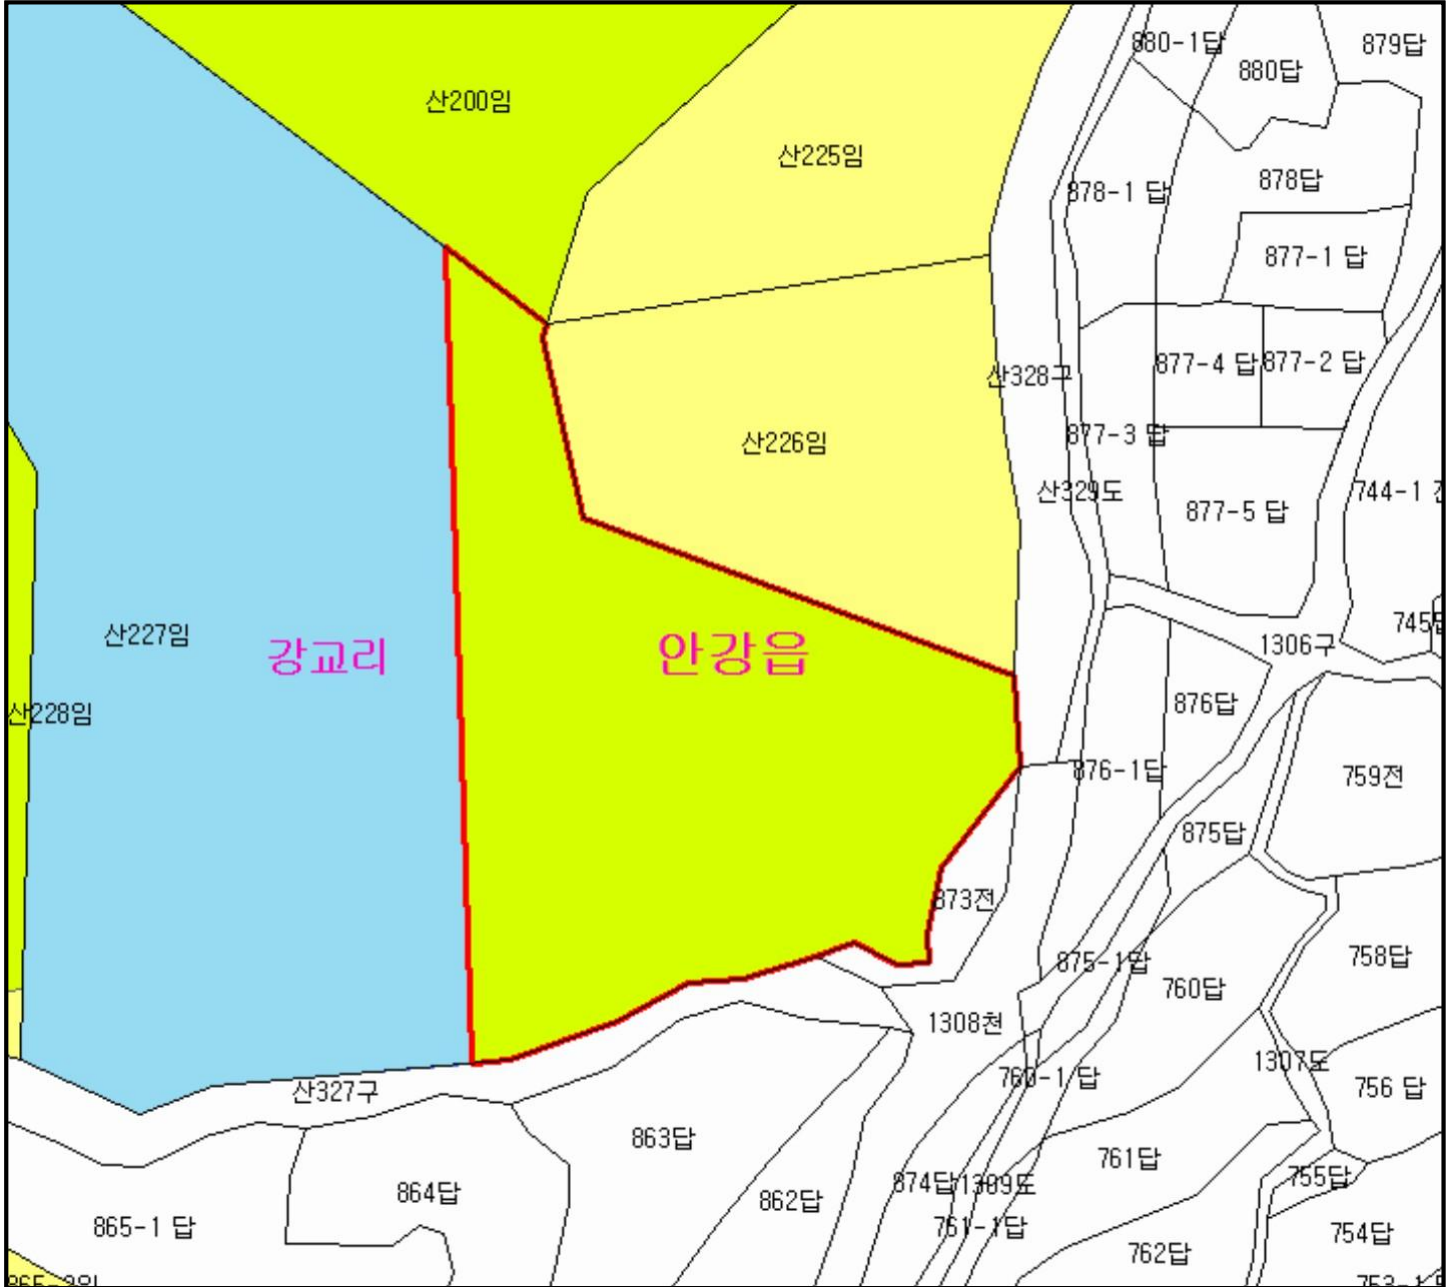 880-1답
879답
880답
산200임
산225임
878답
878-1 답
877-1 답
877-4 답
877-2 답
산328구
877-3 답
산226임
산329도
744-1
877-5 답
745답
산227임
강교리
안강읍
1306구
876답
산228임
876-1답
759전
875답
873전
875-1답
758답
760답
1308천
1307도
760-1 답
756 답
산327구
863답
761답
755답
864답
862답
874답
1309도
865-1 답
761-1답
754답
762답